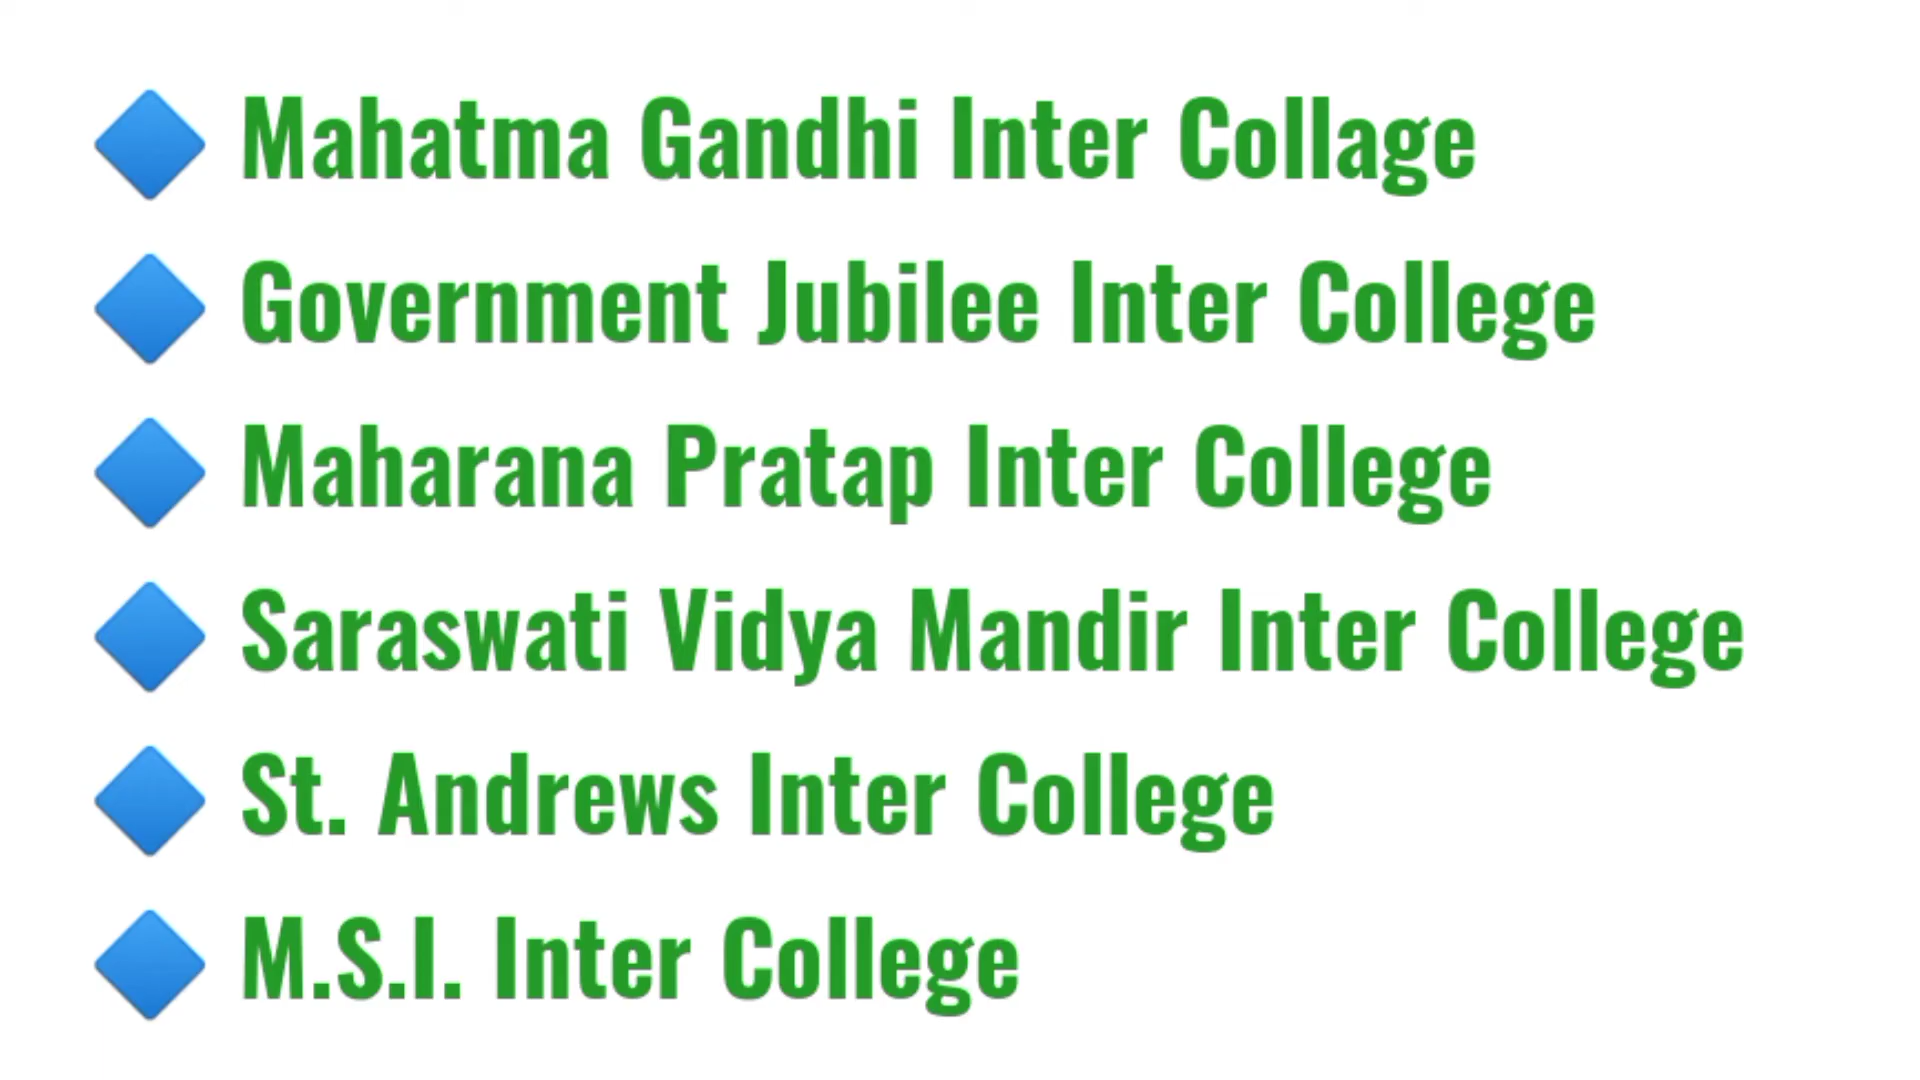 Mahatma Gandhi Inter Collage
Government Jubilee Inter College
Maharana Pratap Inter College
Saraswati Vidya Mandir Inter College
St. Andrews Inter College
M.S.I. Inter College